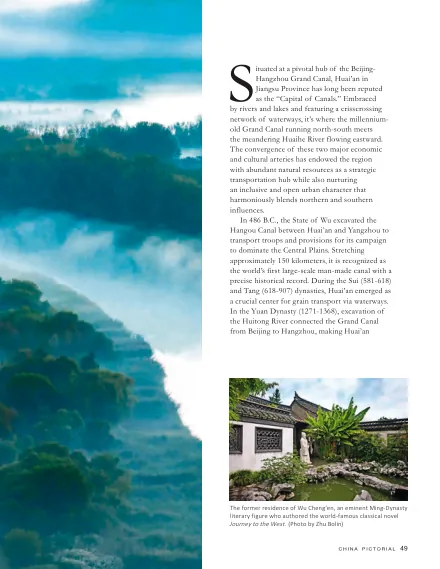 Situated at a pivotal hub of the Beijing-
Hangzhou Grand Canal, Huai'an in
Jiangsu Province has long been reputed
as the “Capital of Canals.” Embraced
by rivers and lakes and featuring a crisscrossing
network of waterways, it's where the millennium-
old Grand Canal running north-south meets
the meandering Huaihe River flowing eastward.
The convergence of these two major economic
and cultural arteries has endowed the region
with abundant natural resources as a strategic
transportation hub while also nurturing
an inclusive and open urban character that
harmoniously blends northern and southern
influences.
In 486 B.C., the State of Wu excavated the
Hangou Canal between Huai'an and Yangzhou to
transport troops and provisions for its campaign
to dominate the Central Plains. Stretching
approximately 150 kilometers, it is recognized as
the world's first large-scale man-made canal with a
precise historical record. During the Sui (581-618)
and Tang (618-907) dynasties, Huai'an emerged as
a crucial center for grain transport via waterways.
In the Yuan Dynasty (1271-1368), excavation of
the Huitong River connected the Grand Canal
from Beijing to Hangzhou, making Huai'an
The former residence of Wu Cheng'en, an eminent Ming-Dynasty
literary figure who authored the world-famous classical novel
Journey to the West. (Photo by Zhu Bolin)
CHINA PICTORIAL 49